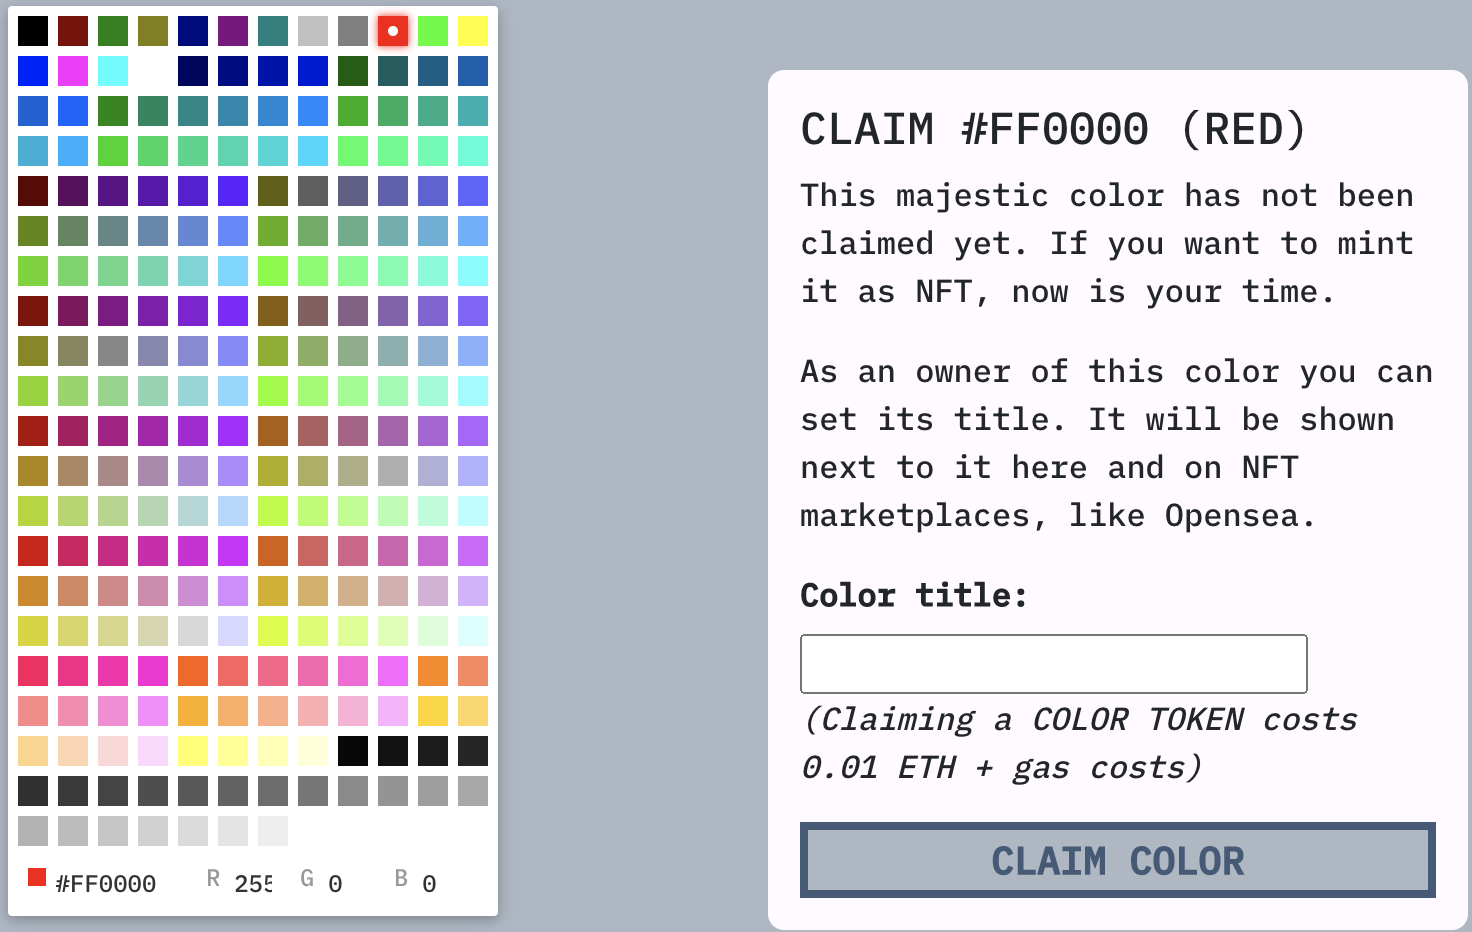 CLAIM #FF0000 (RED)
This majestic color has not been
claimed yet. If you want to mint
it as NFT, now is your time.
As an owner of this color you can
set its title. It will be shown
next to it here and on NFT
marketplaces, like Opensea.
Color title:
(Claiming a COLOR TOKEN costs
0.01 ETH + gas costs)
CLAIM COLOR
#FF0000 R 255 G 0 B 0